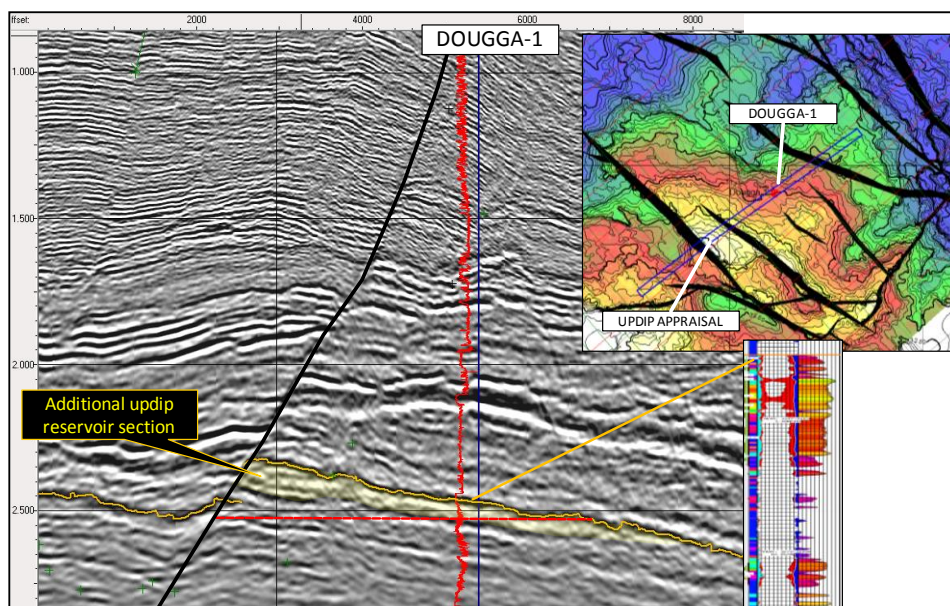 ffset:
2000
4000
6000
8000
DOUGGA-1
1.000
1.500
2.000
2.500
DOUGGA-1
UPDIP APPRAISAL
Additional updip
reservoir section